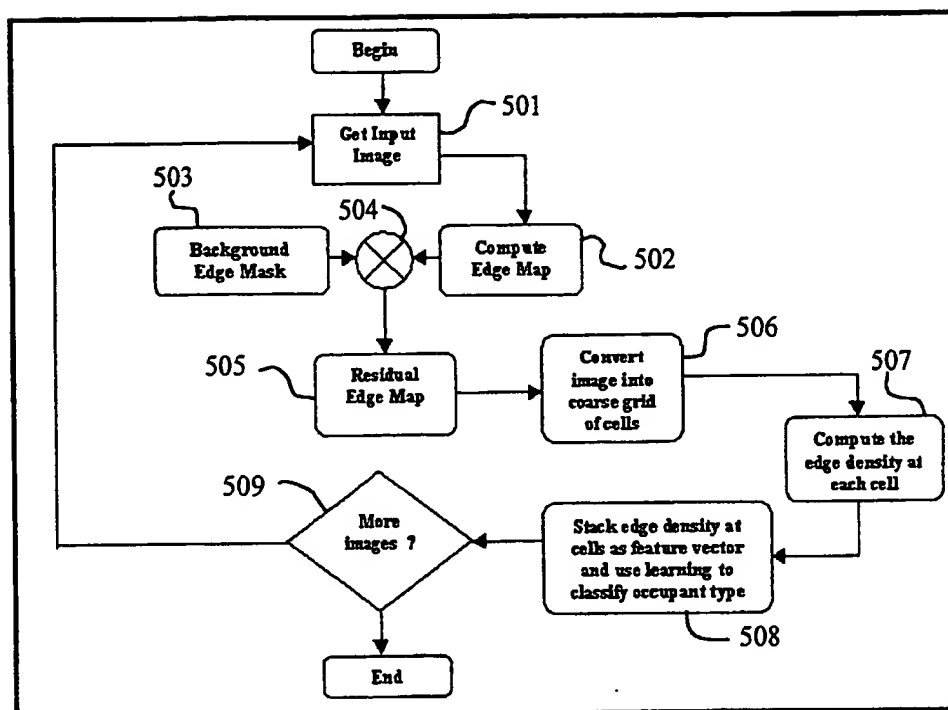 Begin
501
Get Input
Image
503
504
Background
Edge Mask
Compute
Edge Map
502
505
Residual
Edge Map
506
Convert
image into
coarse grid
of cells
507
Compute the
edge density at
each cell
509
More
images ?
Stack edge density at
cells as feature vector
and use learning to
classify occupant type
508
End